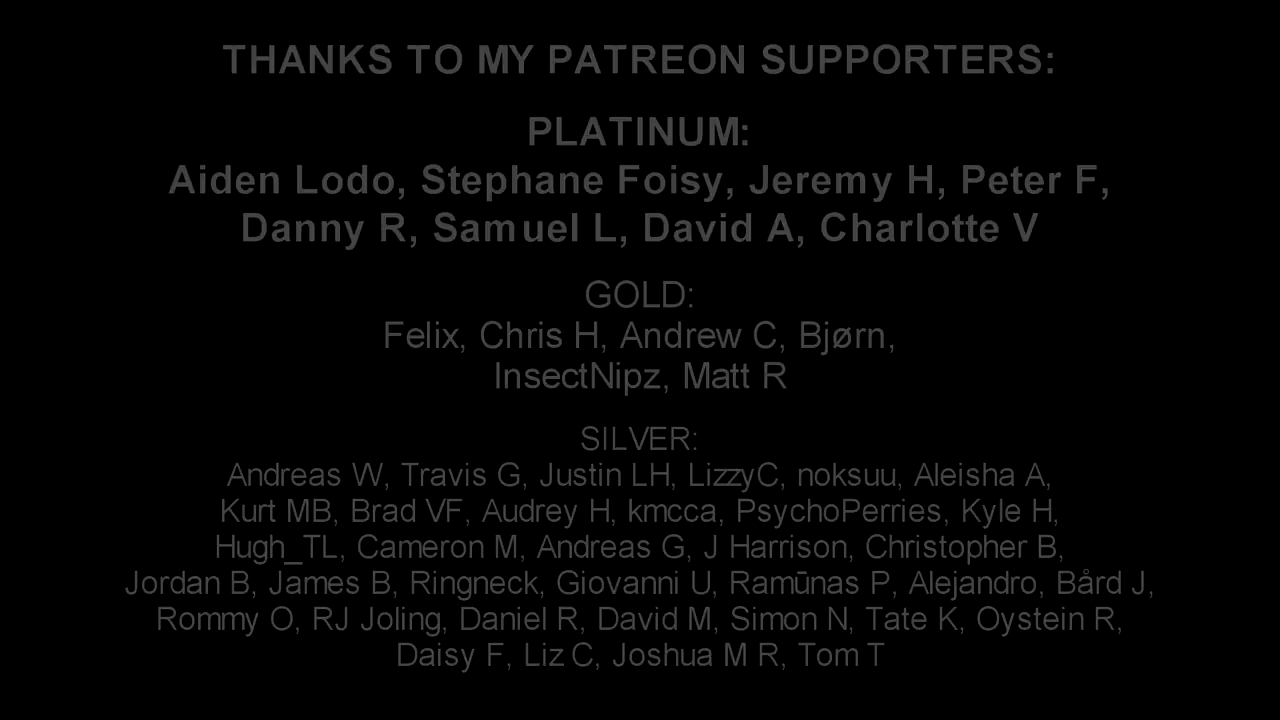 THANKS TO MY PATREON SUPPORTERS:
PLATINUM:
Aiden Lodo, Stephane Foisy, Jeremy H, Peter F,
Danny R, Samuel L, David A, Charlotte V
GOLD:
Felix, Chris H, Andrew C, Bjørn,
InsectNipz, Matt R
SILVER:
Andreas W, Travis G, Justin LH, LizzyC, noksuu, Aleisha A,
Kurt MB, Brad VF, Audrey H, kmcca, PsychoPerries, Kyle H,
Hugh_TL, Cameron M, Andreas G, J Harrison, Christopher B,
Jordan B, James B, Ringneck, Giovanni U, Ramūnas P, Alejandro, Bård J,
Rommy O, RJ Joling, Daniel R, David M, Simon N, Tate K, Oystein R,
Daisy F, Liz C, Joshua M R, Tom T